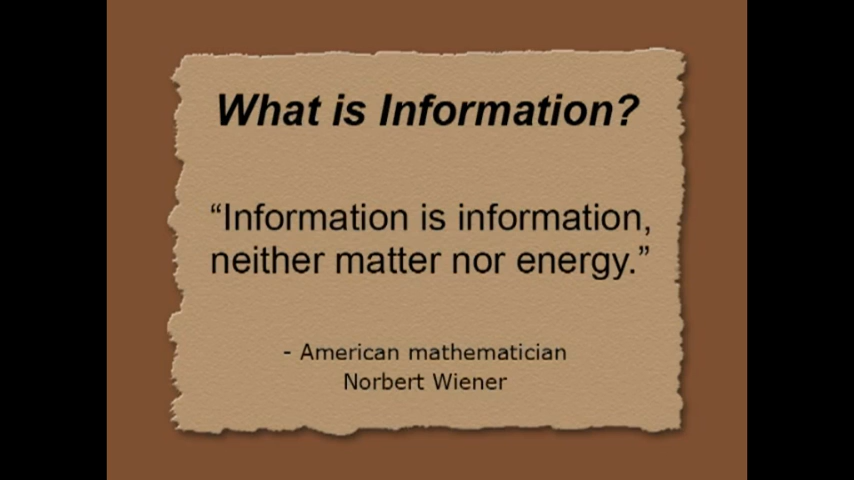 What is Information?
“Information is information,
neither matter nor energy.”
- American mathematician
Norbert Wiener